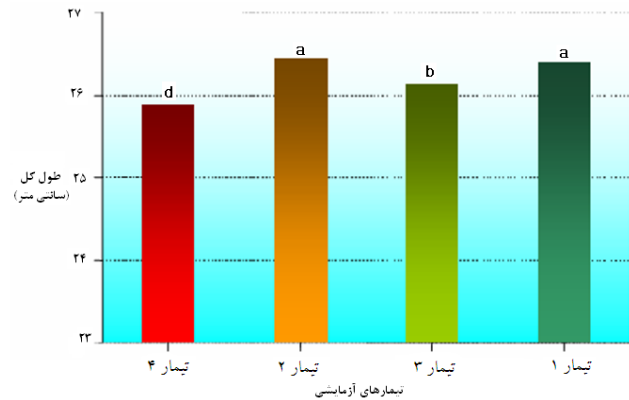 ۲۷
۲۶
۲۵
۲۴
۲۳
طول کل
(سانتی متر)
d
a
b
a
تیمار ۴
تیمار ۲
تیمار ۳
تیمار ۱
تیمارهای آزمایشی